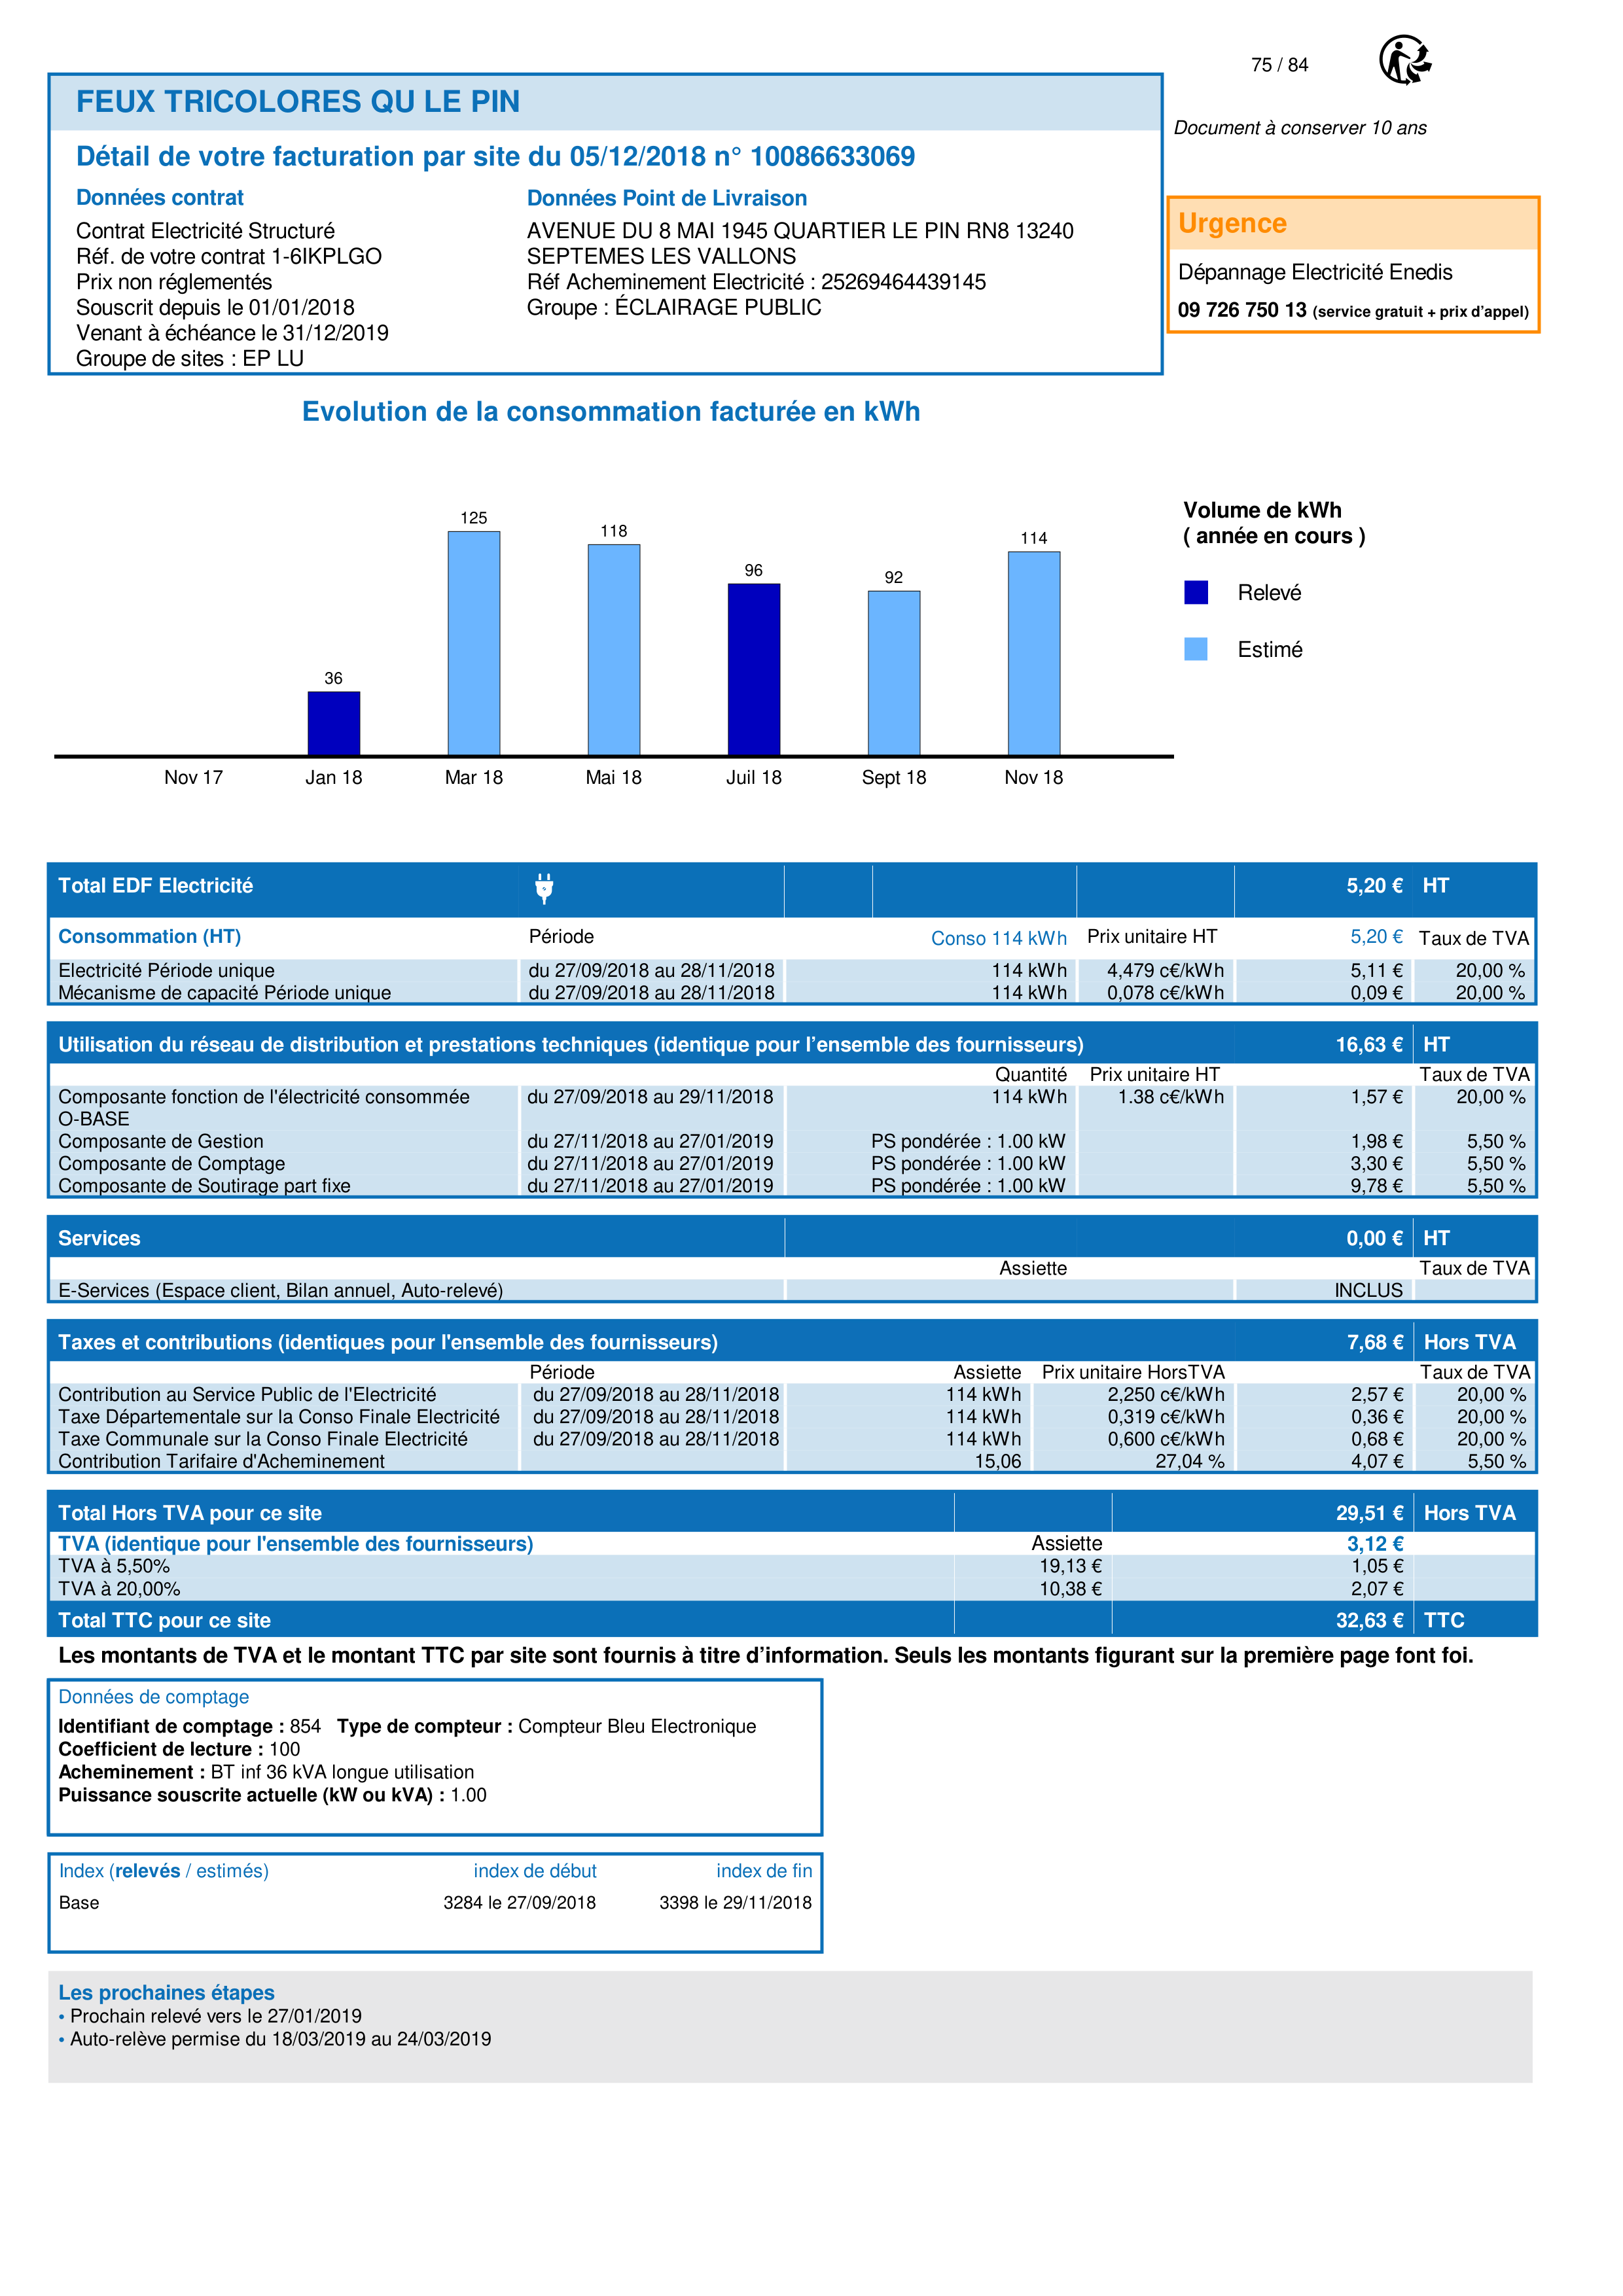 75 / 84
FEUX TRICOLORES QU LE PIN
Document à conserver 10 ans
Détail de votre facturation par site du 05/12/2018 n° 10086633069
Données contrat
Contrat Electricité Structuré
Réf. de votre contrat 1-6IKPLGO
Prix non réglementés
Souscrit depuis le 01/01/2018
Venant à échéance le 31/12/2019
Groupe de sites : EP LU
Données Point de Livraison
AVENUE DU 8 MAI 1945 QUARTIER LE PIN RN8 13240
SEPTEMES LES VALLONS
Réf Acheminement Electricité : 25269464439145
Groupe : ÉCLAIRAGE PUBLIC
Urgence
Dépannage Electricité Enedis
09 726 750 13 (service gratuit + prix d’appel)
Evolution de la consommation facturée en kWh
36
125
118
96
92
114
Nov 17 Jan 18 Mar 18 Mai 18 Juil 18 Sept 18 Nov 18
Volume de kWh
( année en cours )
Relevé
Estimé
Total EDF Electricité 5,20 € HT
Consommation (HT) Période Conso 114 kWh Prix unitaire HT 5,20 € Taux de TVA
Electricité Période unique du 27/09/2018 au 28/11/2018 114 kWh 4,479 c€/kWh 5,11 € 20,00 %
Mécanisme de capacité Période unique du 27/09/2018 au 28/11/2018 114 kWh 0,078 c€/kWh 0,09 € 20,00 %
Utilisation du réseau de distribution et prestations techniques (identique pour l’ensemble des fournisseurs) 16,63 € HT
Quantité Prix unitaire HT Taux de TVA
Composante fonction de l'électricité consommée du 27/09/2018 au 29/11/2018 114 kWh 1.38 c€/kWh 1,57 € 20,00 %
O-BASE
Composante de Gestion du 27/11/2018 au 27/01/2019 PS pondérée : 1.00 kW 1,98 € 5,50 %
Composante de Comptage du 27/11/2018 au 27/01/2019 PS pondérée : 1.00 kW 3,30 € 5,50 %
Composante de Soutirage part fixe du 27/11/2018 au 27/01/2019 PS pondérée : 1.00 kW 9,78 € 5,50 %
Services 0,00 € HT
Assiette Taux de TVA
E-Services (Espace client, Bilan annuel, Auto-relevé) INCLUS
Taxes et contributions (identiques pour l'ensemble des fournisseurs) 7,68 € Hors TVA
Période Assiette Prix unitaire HorsTVA Taux de TVA
Contribution au Service Public de l'Electricité du 27/09/2018 au 28/11/2018 114 kWh 2,250 c€/kWh 2,57 € 20,00 %
Taxe Départementale sur la Conso Finale Electricité du 27/09/2018 au 28/11/2018 114 kWh 0,319 c€/kWh 0,36 € 20,00 %
Taxe Communale sur la Conso Finale Electricité du 27/09/2018 au 28/11/2018 114 kWh 0,600 c€/kWh 0,68 € 20,00 %
Contribution Tarifaire d'Acheminement 15,06 27,04 % 4,07 € 5,50 %
Total Hors TVA pour ce site 29,51 € Hors TVA
TVA (identique pour l'ensemble des fournisseurs) Assiette 3,12 €
TVA à 5,50% 19,13 € 1,05 €
TVA à 20,00% 10,38 € 2,07 €
Total TTC pour ce site 32,63 € TTC
Les montants de TVA et le montant TTC par site sont fournis à titre d’information. Seuls les montants figurant sur la première page font foi.
Données de comptage
Identifiant de comptage : 854 Type de compteur : Compteur Bleu Electronique
Coefficient de lecture : 100
Acheminement : BT inf 36 kVA longue utilisation
Puissance souscrite actuelle (kW ou kVA) : 1.00
Index (relevés / estimés) index de début index de fin
Base 3284 le 27/09/2018 3398 le 29/11/2018
Les prochaines étapes
• Prochain relevé vers le 27/01/2019
• Auto-relève permise du 18/03/2019 au 24/03/2019